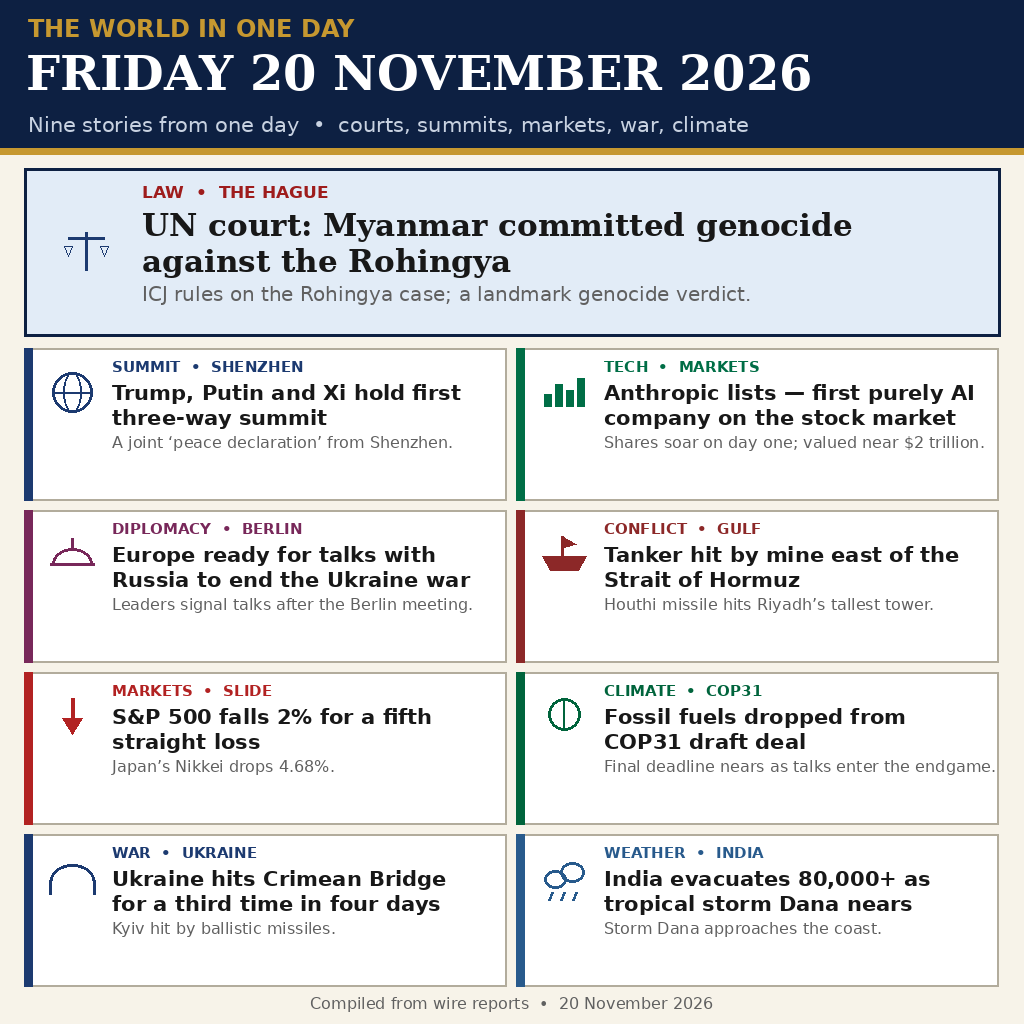 THE WORLD IN ONE DAY
FRIDAY 20 NOVEMBER 2026
Nine stories from one day • courts, summits, markets, war, climate
LAW • THE HAGUE
UN court: Myanmar committed genocide
against the Rohingya
ICJ rules on the Rohingya case; a landmark genocide verdict.
SUMMIT • SHENZHEN
Trump, Putin and Xi hold first
three-way summit
A joint ‘peace declaration’ from Shenzhen.
TECH • MARKETS
Anthropic lists — first purely AI
company on the stock market
Shares soar on day one; valued near $2 trillion.
DIPLOMACY • BERLIN
Europe ready for talks with
Russia to end the Ukraine war
Leaders signal talks after the Berlin meeting.
CONFLICT • GULF
Tanker hit by mine east of the
Strait of Hormuz
Houthi missile hits Riyadh’s tallest tower.
MARKETS • SLIDE
S&P 500 falls 2% for a fifth
straight loss
Japan’s Nikkei drops 4.68%.
CLIMATE • COP31
Fossil fuels dropped from
COP31 draft deal
Final deadline nears as talks enter the endgame.
WAR • UKRAINE
Ukraine hits Crimean Bridge
for a third time in four days
Kyiv hit by ballistic missiles.
WEATHER • INDIA
India evacuates 80,000+ as
tropical storm Dana nears
Storm Dana approaches the coast.
Compiled from wire reports • 20 November 2026